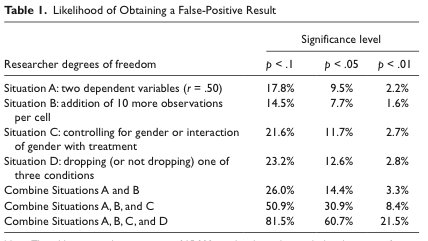 Table 1. Likelihood of Obtaining a False-Positive Result
Significance level
Researcher degrees of freedom p < .1 p < .05 p < .01
Situation A: two dependent variables (r = .50) 17.8% 9.5% 2.2%
Situation B: addition of 10 more observations 14.5% 7.7% 1.6%
per cell
Situation C: controlling for gender or interaction 21.6% 11.7% 2.7%
of gender with treatment
Situation D: dropping (or not dropping) one of 23.2% 12.6% 2.8%
three conditions
Combine Situations A and B 26.0% 14.4% 3.3%
Combine Situations A, B, and C 50.9% 30.9% 8.4%
Combine Situations A, B, C, and D 81.5% 60.7% 21.5%